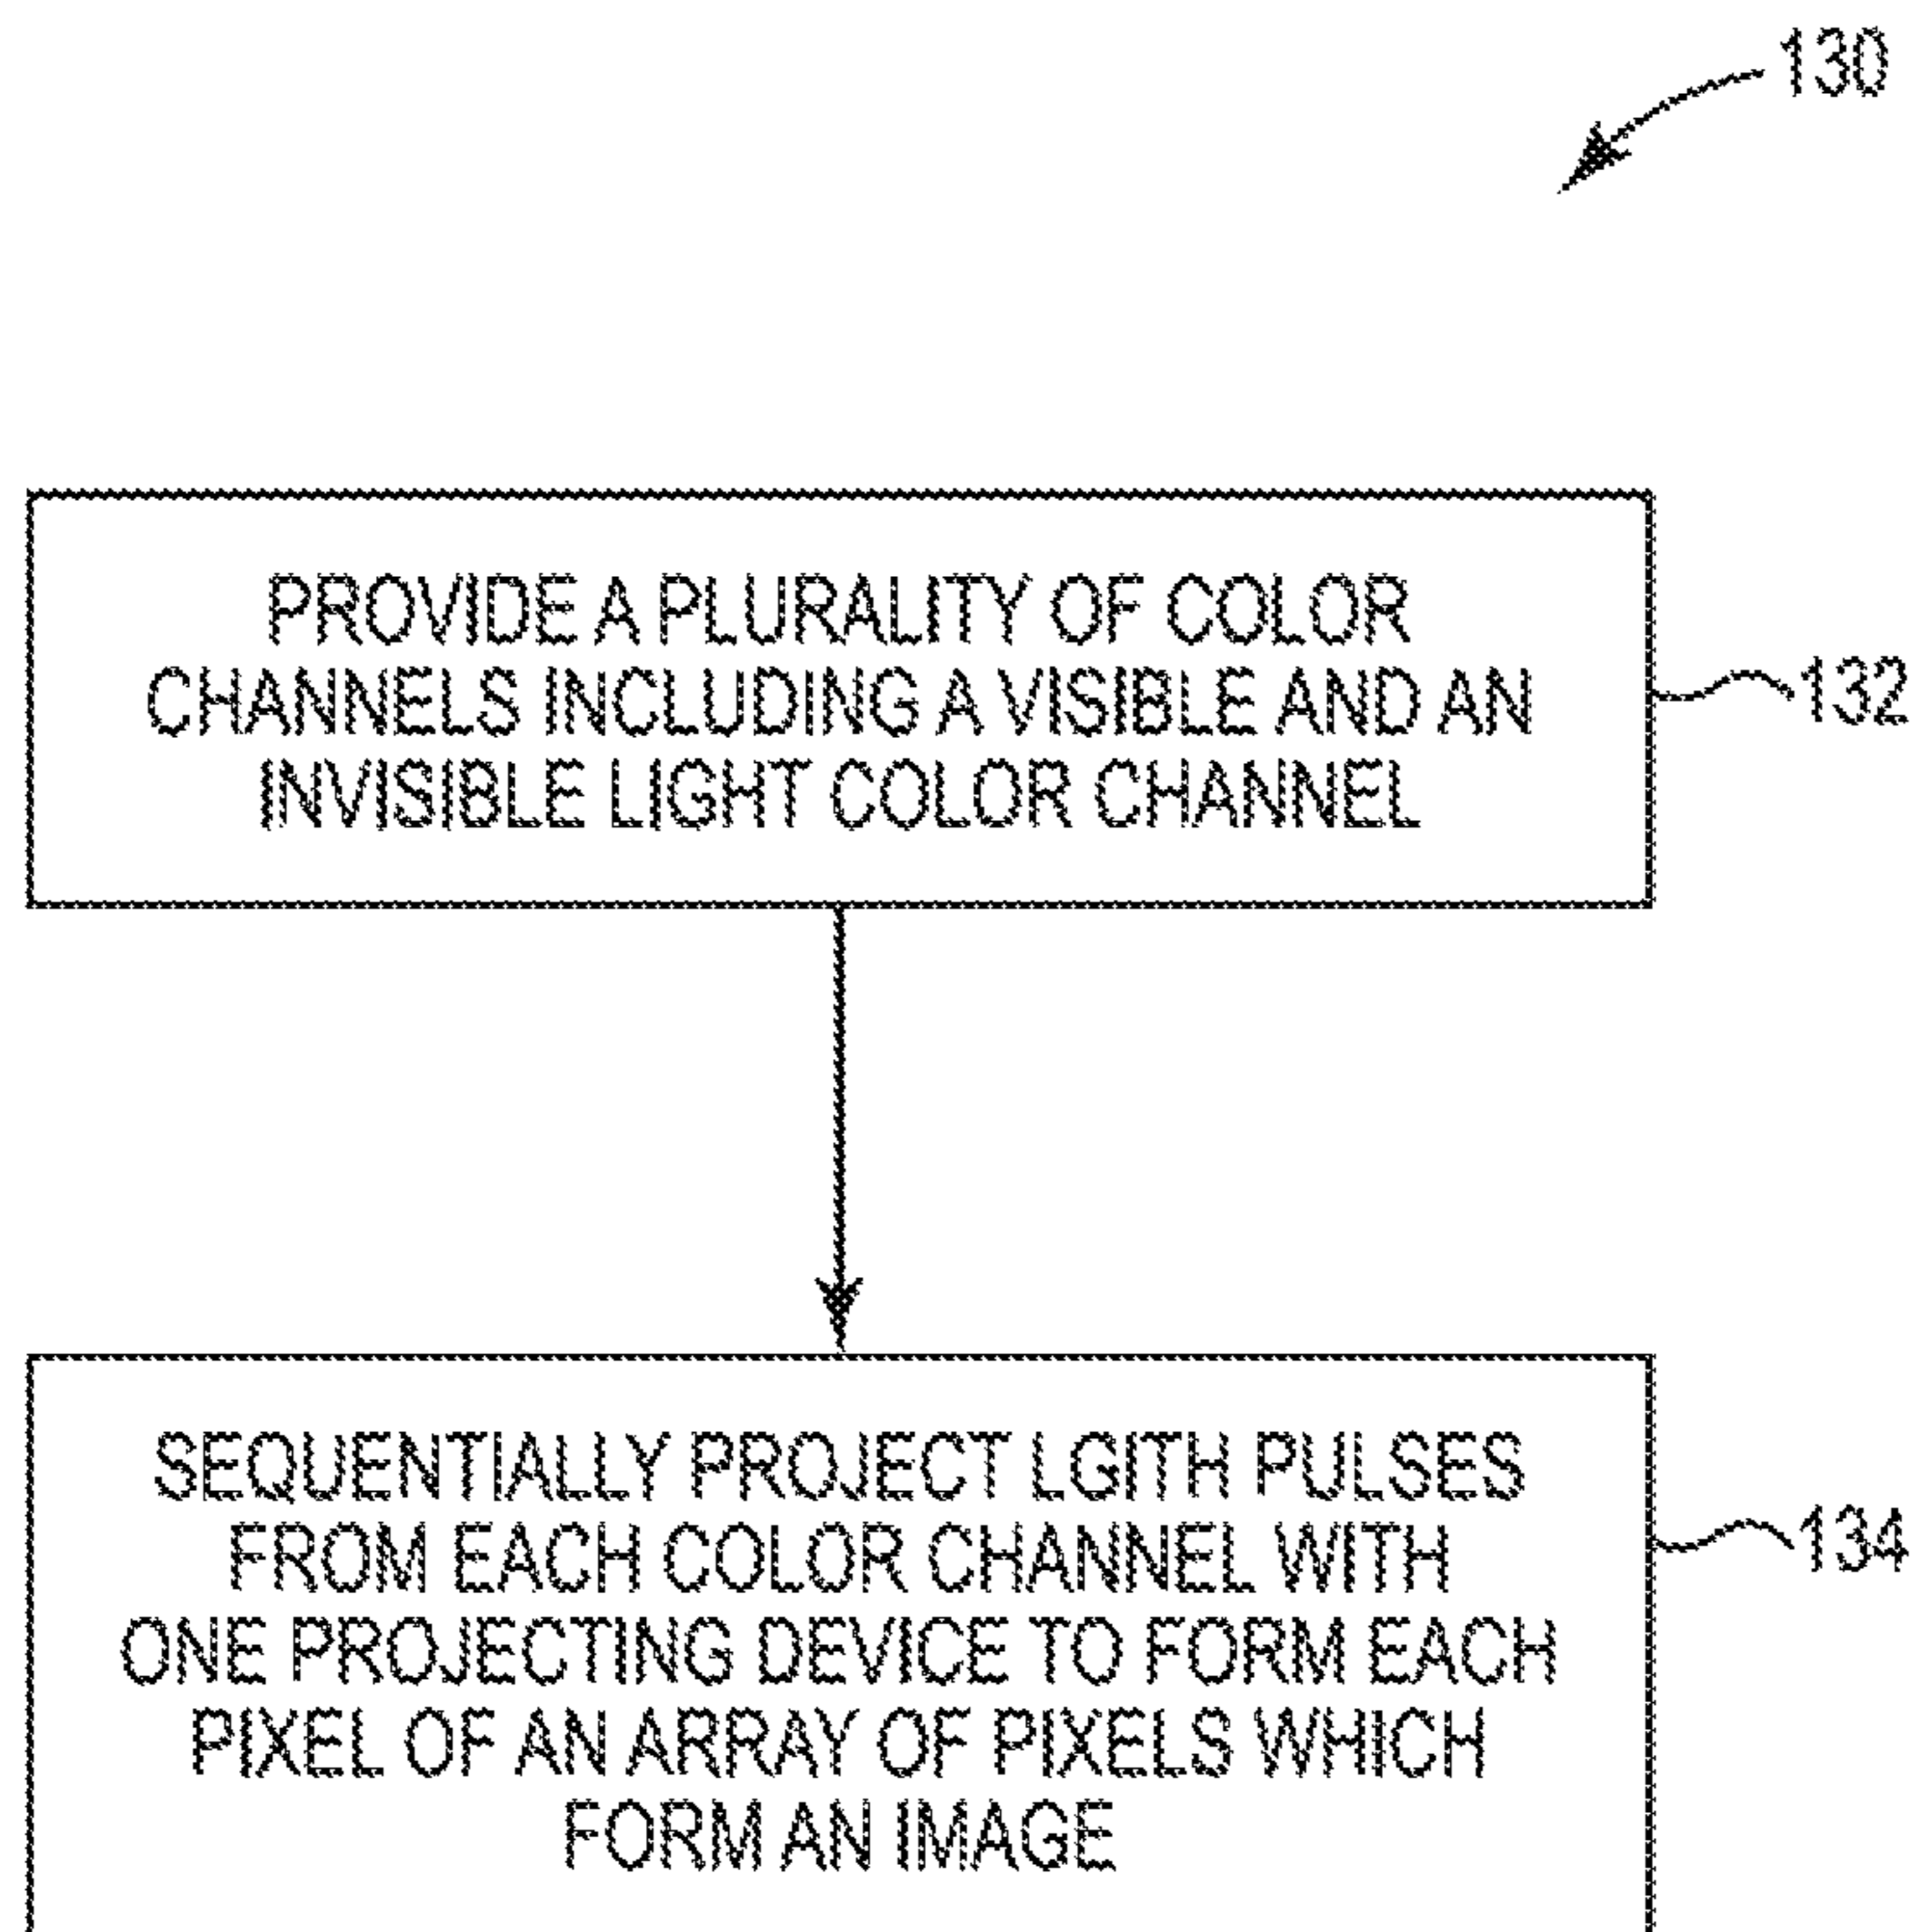 130
PROVIDE A PLURALITY OF COLOR
CHANNELS INCLUDING A VISIBLE AND AN
INVISIBLE LIGHT COLOR CHANNEL
132
SEQUENTIALLY PROJECT LGITH PULSES
FROM EACH COLOR CHANNEL WITH
ONE PROJECTING DEVICE TO FORM EACH
PIXEL OF AN ARRAY OF PIXELS WHICH
FORM AN IMAGE
134